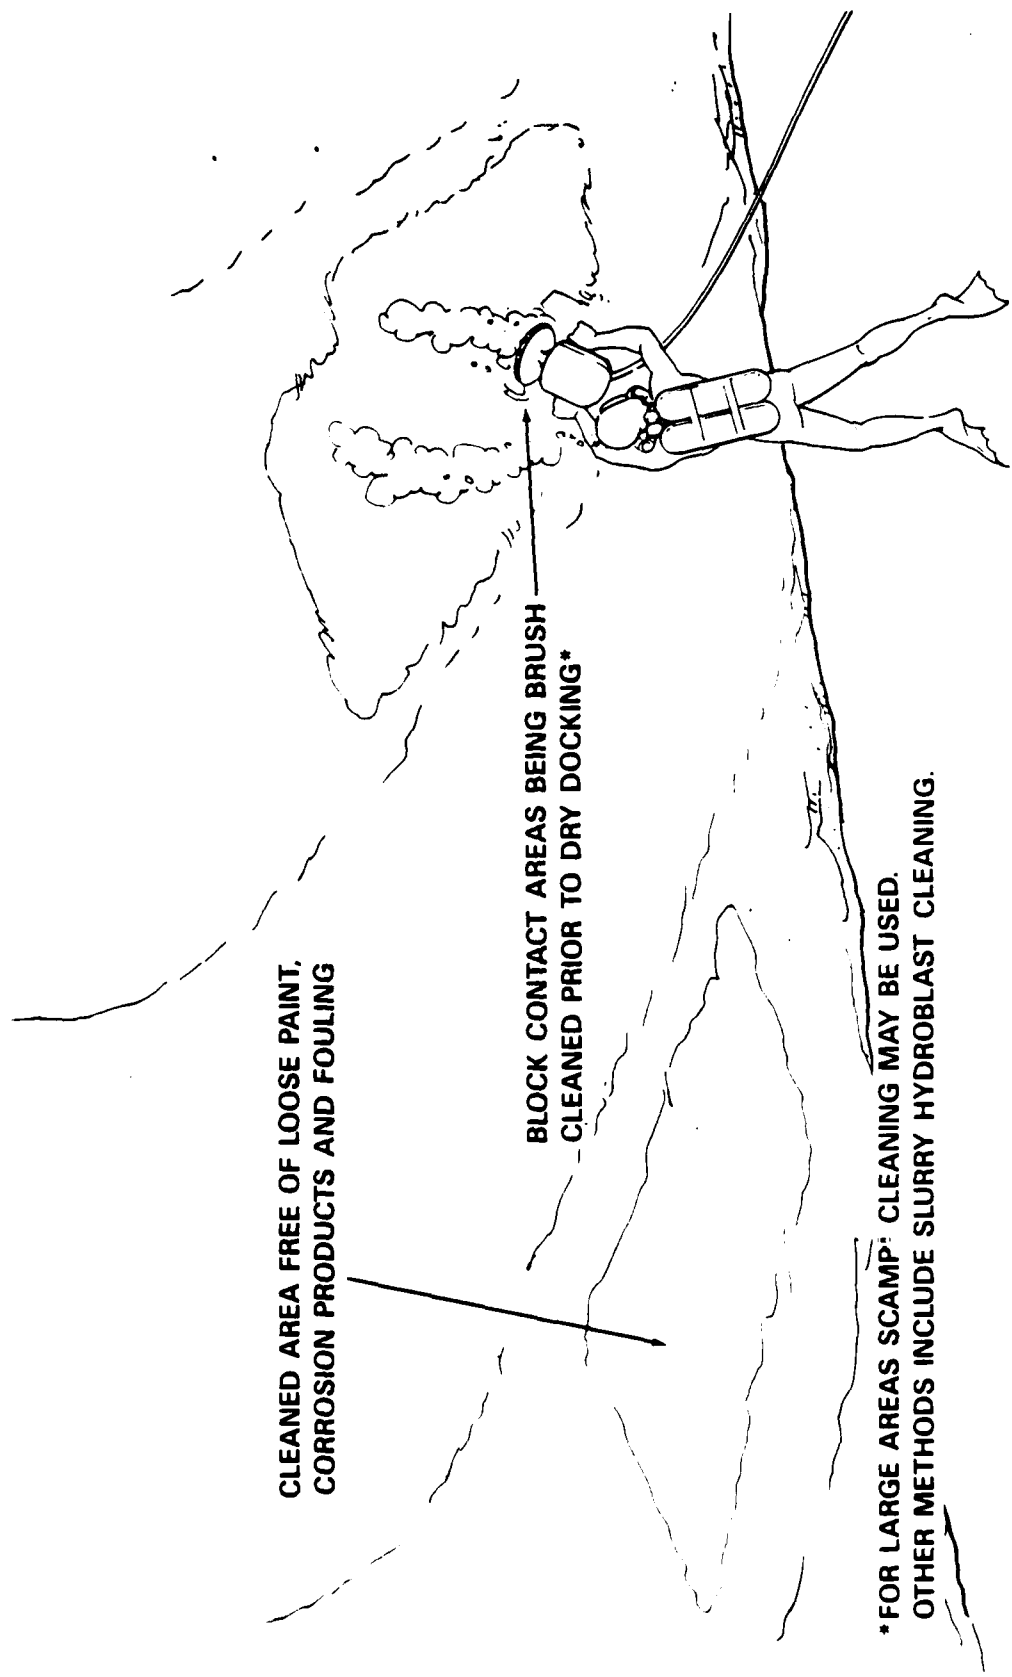 CLEANED AREA FREE OF LOOSE PAINT,
CORROSION PRODUCTS AND FOULING
BLOCK CONTACT AREAS BEING BRUSH
CLEANED PRIOR TO DRY DOCKING*
*FOR LARGE AREAS SCAMP CLEANING MAY BE USED.
OTHER METHODS INCLUDE SLURRY HYDROBLAST CLEANING.